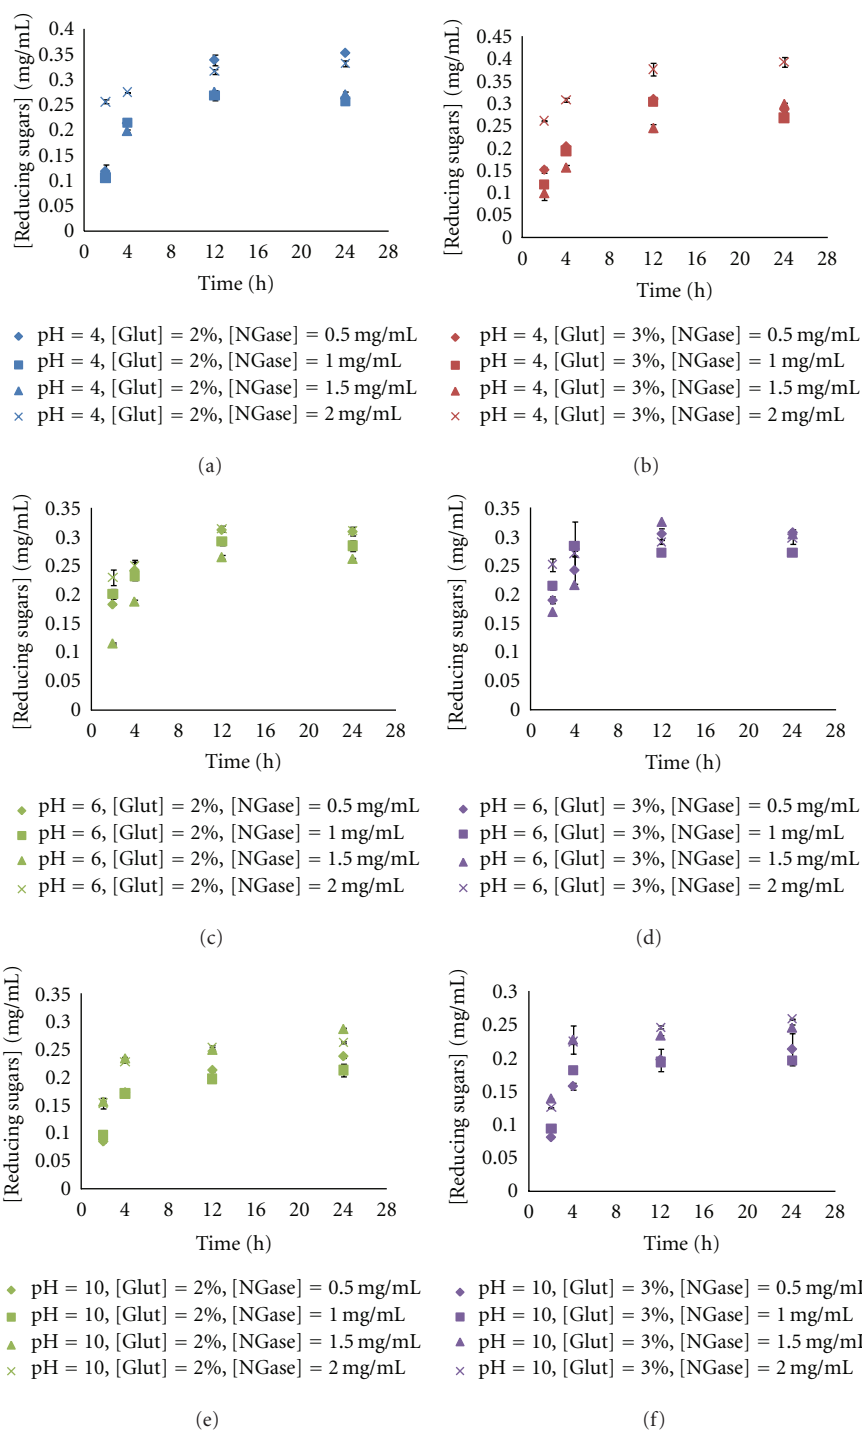 [Reducing sugars] (mg/mL)
0.4
0.35
0.3
0.25
0.2
0.15
0.1
0.05
0
0 4 8 12 16 20 24 28
Time (h)
pH = 4, [Glut] = 2%, [NGase] = 0.5 mg/mL
pH = 4, [Glut] = 2%, [NGase] = 1 mg/mL
pH = 4, [Glut] = 2%, [NGase] = 1.5 mg/mL
pH = 4, [Glut] = 2%, [NGase] = 2 mg/mL
(a)
[Reducing sugars] (mg/mL)
0.45
0.4
0.35
0.3
0.25
0.2
0.15
0.1
0.05
0
0 4 8 12 16 20 24 28
Time (h)
pH = 4, [Glut] = 3%, [NGase] = 0.5 mg/mL
pH = 4, [Glut] = 3%, [NGase] = 1 mg/mL
pH = 4, [Glut] = 3%, [NGase] = 1.5 mg/mL
pH = 4, [Glut] = 3%, [NGase] = 2 mg/mL
(b)
[Reducing sugars] (mg/mL)
0.35
0.3
0.25
0.2
0.15
0.1
0.05
0
0 4 8 12 16 20 24 28
Time (h)
pH = 6, [Glut] = 2%, [NGase] = 0.5 mg/mL
pH = 6, [Glut] = 2%, [NGase] = 1 mg/mL
pH = 6, [Glut] = 2%, [NGase] = 1.5 mg/mL
pH = 6, [Glut] = 2%, [NGase] = 2 mg/mL
(c)
[Reducing sugars] (mg/mL)
0.35
0.3
0.25
0.2
0.15
0.1
0.05
0
0 4 8 12 16 20 24 28
Time (h)
pH = 6, [Glut] = 3%, [NGase] = 0.5 mg/mL
pH = 6, [Glut] = 3%, [NGase] = 1 mg/mL
pH = 6, [Glut] = 3%, [NGase] = 1.5 mg/mL
pH = 6, [Glut] = 3%, [NGase] = 2 mg/mL
(d)
[Reducing sugars] (mg/mL)
0.35
0.3
0.25
0.2
0.15
0.1
0.05
0
0 4 8 12 16 20 24 28
Time (h)
pH = 10, [Glut] = 2%, [NGase] = 0.5 mg/mL
pH = 10, [Glut] = 2%, [NGase] = 1 mg/mL
pH = 10, [Glut] = 2%, [NGase] = 1.5 mg/mL
pH = 10, [Glut] = 2%, [NGase] = 2 mg/mL
(e)
[Reducing sugars] (mg/mL)
0.3
0.25
0.2
0.15
0.1
0.05
0
0 4 8 12 16 20 24 28
Time (h)
pH = 10, [Glut] = 3%, [NGase] = 0.5 mg/mL
pH = 10, [Glut] = 3%, [NGase] = 1 mg/mL
pH = 10, [Glut] = 3%, [NGase] = 1.5 mg/mL
pH = 10, [Glut] = 3%, [NGase] = 2 mg/mL
(f)